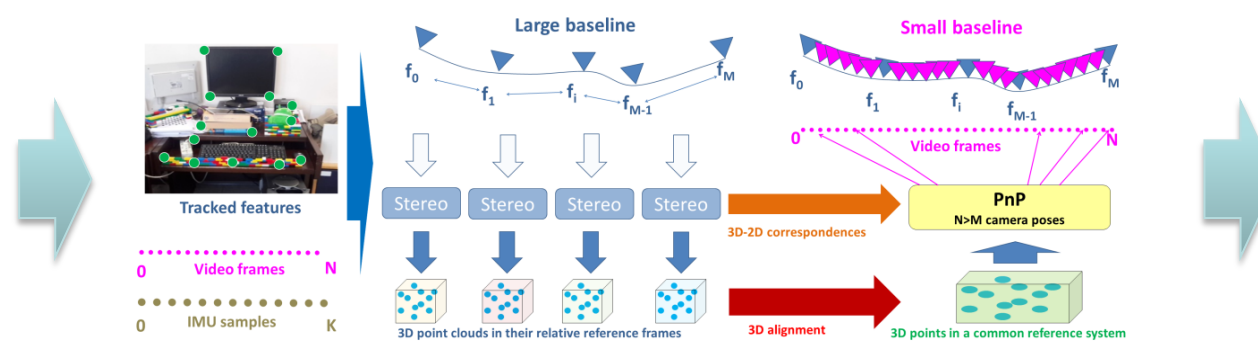 Tracked features
0 Video frames N
0 IMU samples K
Large baseline
f0
f1
fi
fM-1
fM
Stereo Stereo Stereo Stereo
3D point clouds in their relative reference frames
3D-2D correspondences
3D alignment
Small baseline
f0
f1
fi
fM-1
fM
0 Video frames N
PnP
N>M camera poses
3D points in a common reference system